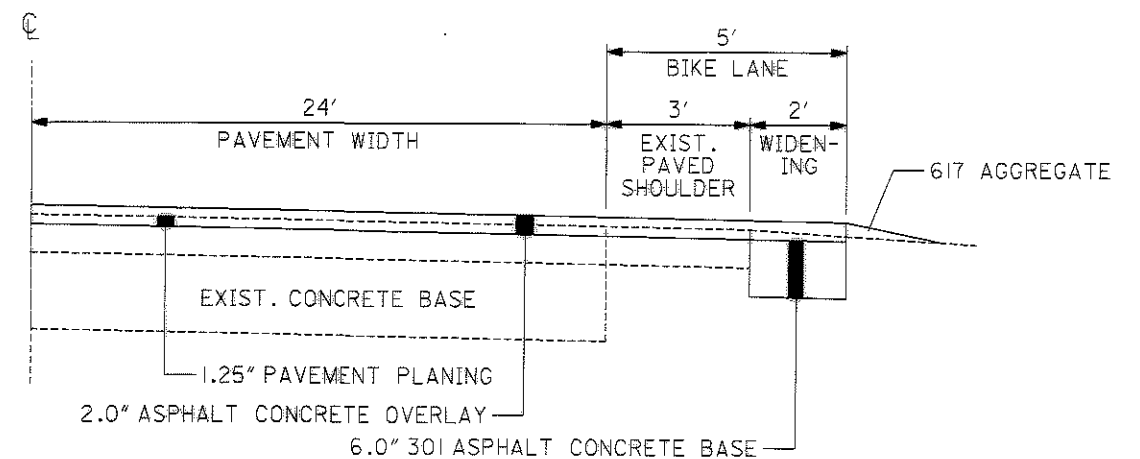 ℄
5'
BIKE LANE
24'
PAVEMENT WIDTH
3'
EXIST.
PAVED
SHOULDER
2'
WIDEN-
ING
617 AGGREGATE
EXIST. CONCRETE BASE
1.25" PAVEMENT PLANING
2.0" ASPHALT CONCRETE OVERLAY
6.0" 301 ASPHALT CONCRETE BASE